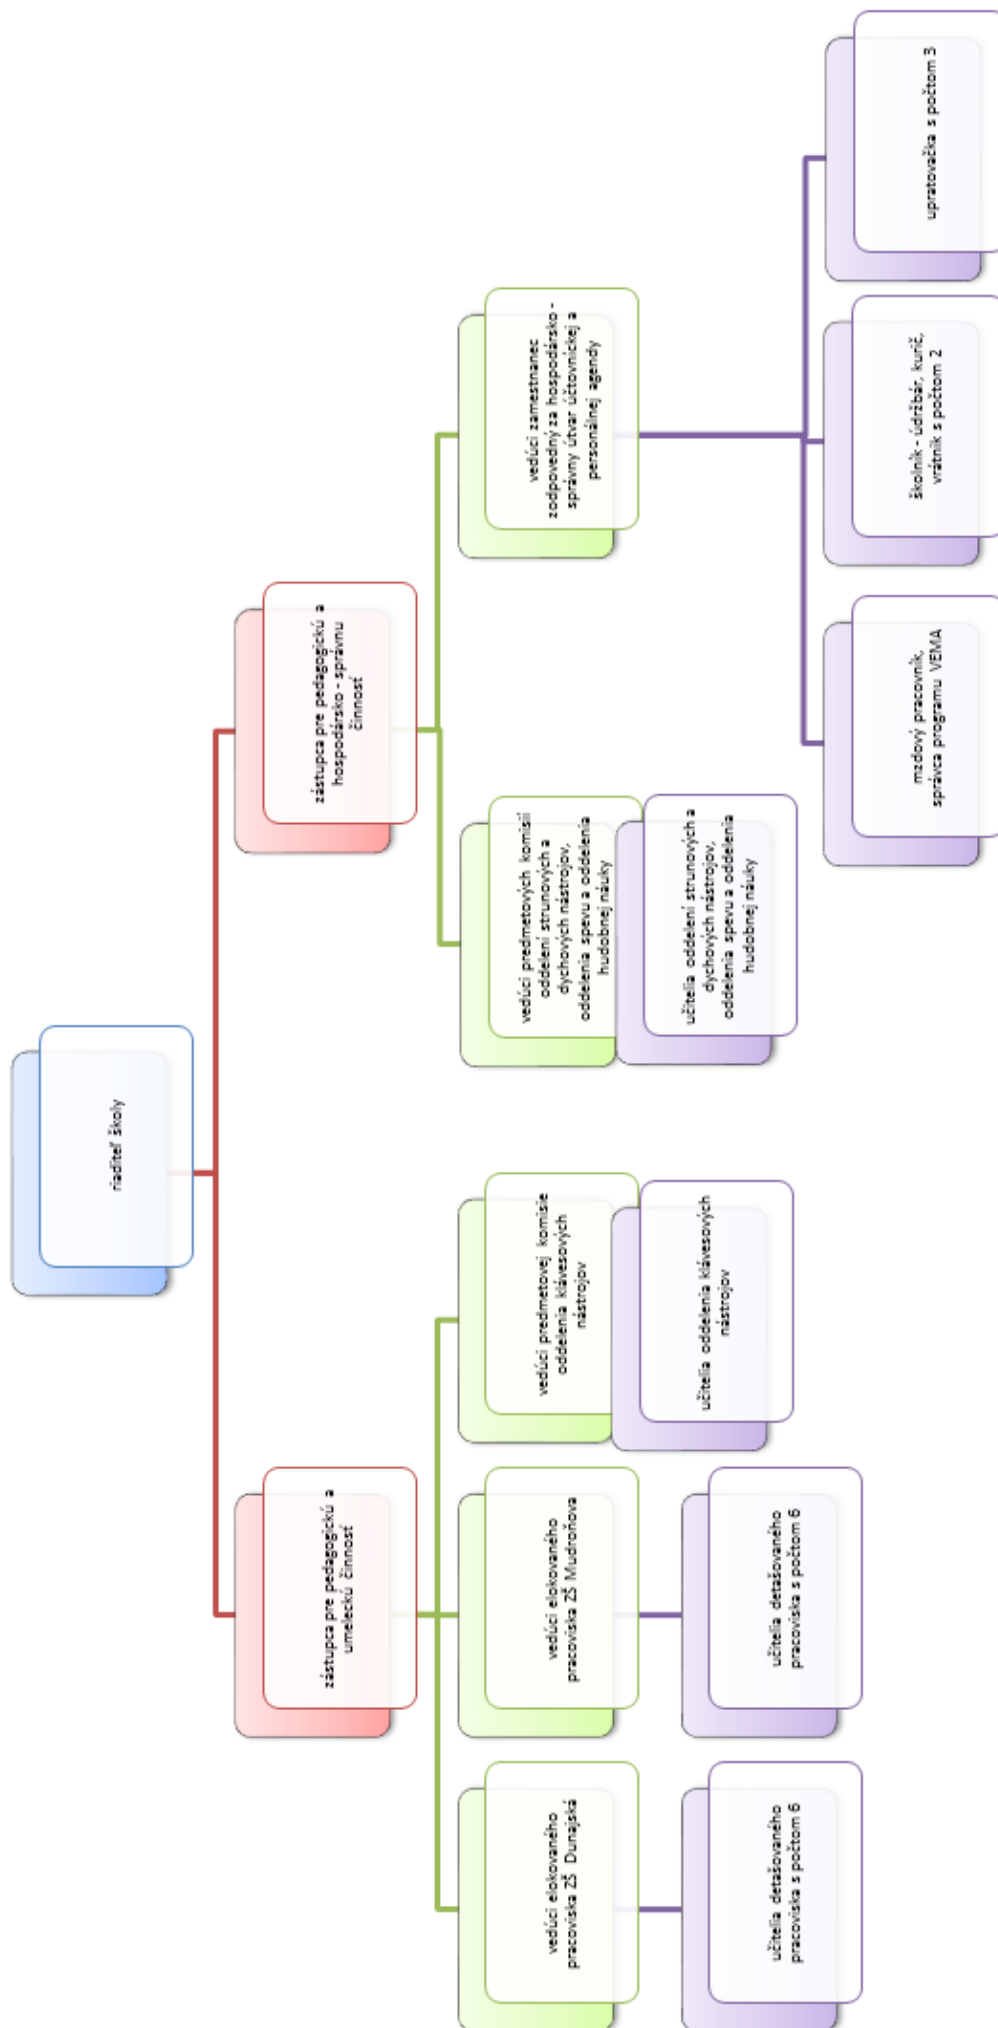 riaditeľ školy
zástupca pre pedagogickú a
umeleckú činnosť
zástupca pre pedagogickú a
hospodársko - správnu
činnosť
vedúci elokovaného
pracoviska ZŠ Dunajská
vedúci elokovaného
pracoviska ZŠ Mudroňova
vedúci predmetovej komisie
oddelenia klávesových
nástrojov
vedúci predmetových komisií
oddelení strunových a
dychových nástrojov,
oddelenia spevu a oddelenia
hudobnej náuky
vedúci zamestnanec
zodpovedný za hospodársko -
správny útvar účtovníckej a
personálnej agendy
učitelia detašovaného
pracoviska s počtom 6
učitelia detašovaného
pracoviska s počtom 6
učitelia oddelenia klávesových
nástrojov
učitelia oddelení strunových a
dychových nástrojov,
oddelenia spevu a oddelenia
hudobnej náuky
mzdový pracovník,
správca programu VEMA
školník - údržbár, kurič,
vrátnik s počtom 2
upratovačka s počtom 3